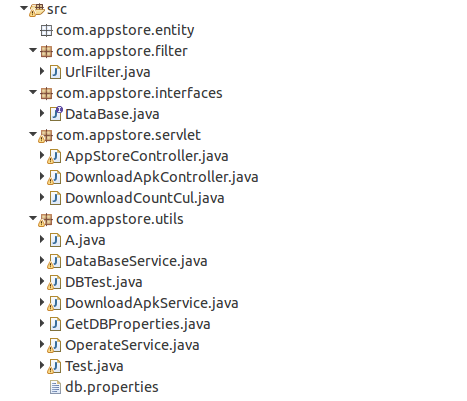 src
com.appstore.entity
com.appstore.filter
UrlFilter.java
com.appstore.interfaces
DataBase.java
com.appstore.servlet
AppStoreController.java
DownloadApkController.java
DownloadCountCul.java
com.appstore.utils
A.java
DataBaseService.java
DBTest.java
DownloadApkService.java
GetDBProperties.java
OperateService.java
Test.java
db.properties